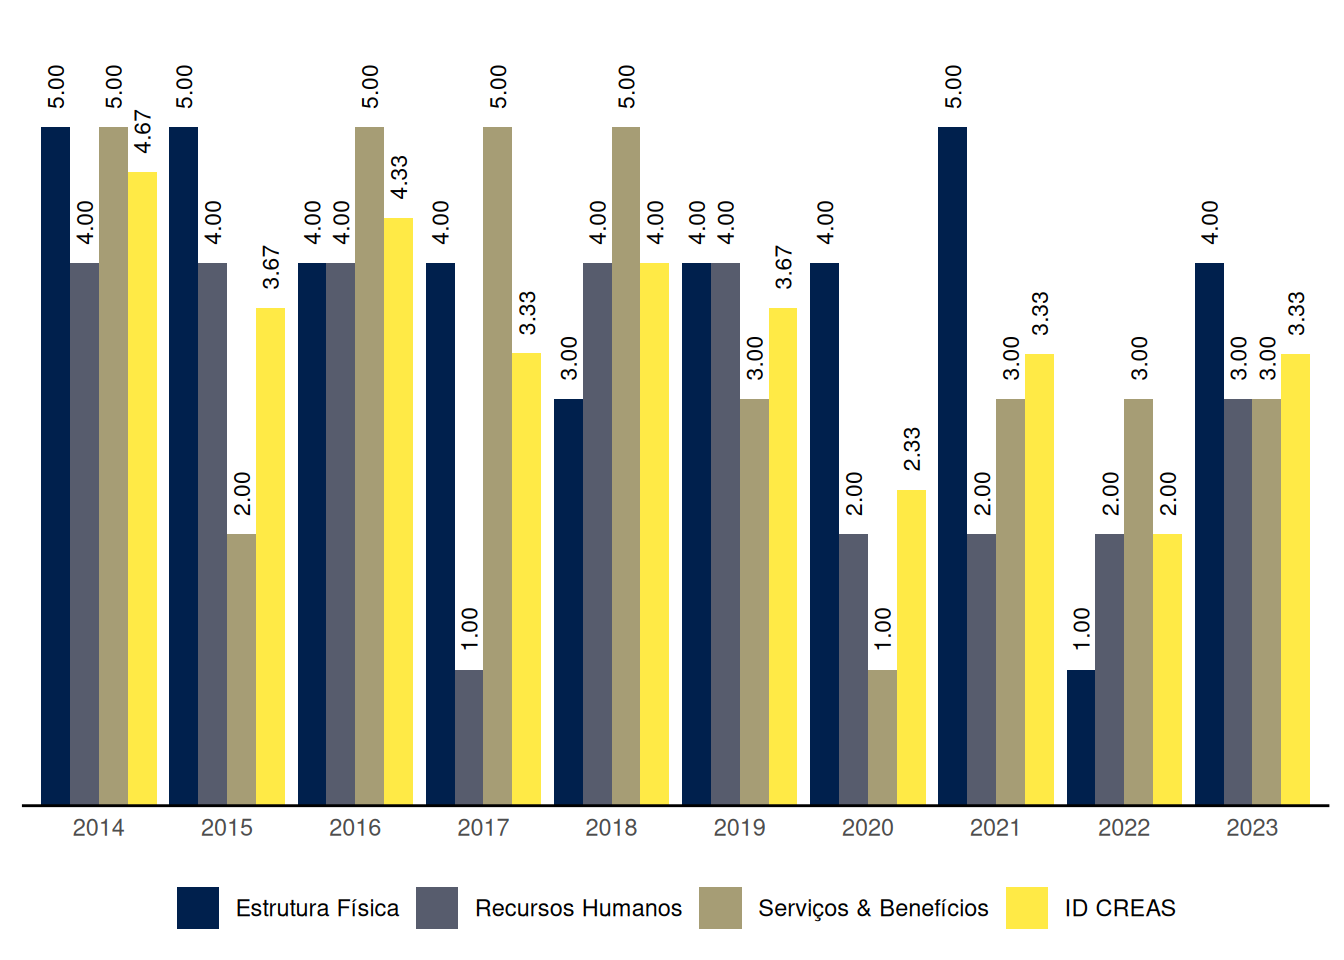 5.00 4.00 5.00 4.67 5.00 4.00 2.00 3.67 4.00 4.00 5.00 4.33 4.00 1.00 5.00 3.33 3.00 4.00 5.00 4.00 4.00 4.00 3.00 3.67 4.00 2.00 1.00 2.33 5.00 2.00 3.00 3.33 1.00 2.00 3.00 2.00 4.00 3.00 3.00 3.33
2014 2015 2016 2017 2018 2019 2020 2021 2022 2023
Estrutura Física Recursos Humanos Serviços & Benefícios ID CREAS